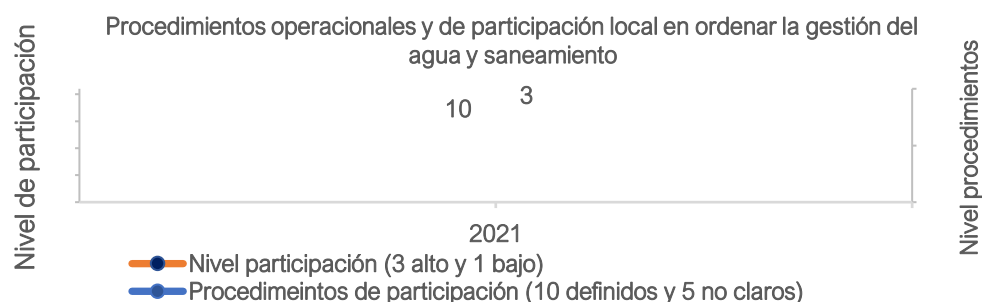 Procedimientos operacionales y de participación local en ordenar la gestión del
agua y saneamiento
Nivel de participación
10
3
Nivel procedimientos
2021
Nivel participación (3 alto y 1 bajo)
Procedimeintos de participación (10 definidos y 5 no claros)